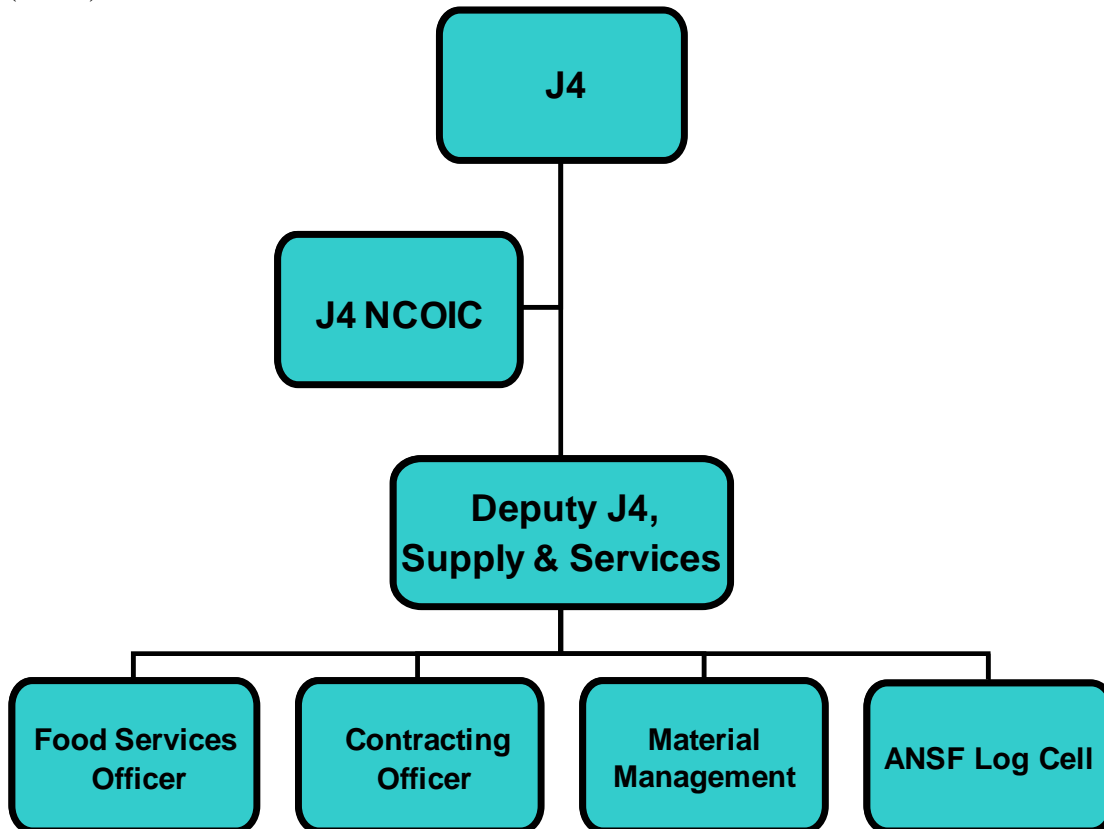 J4
J4 NCOIC
Deputy J4,
Supply & Services
Food Services
Officer
Contracting
Officer
Material
Management
ANSF Log Cell